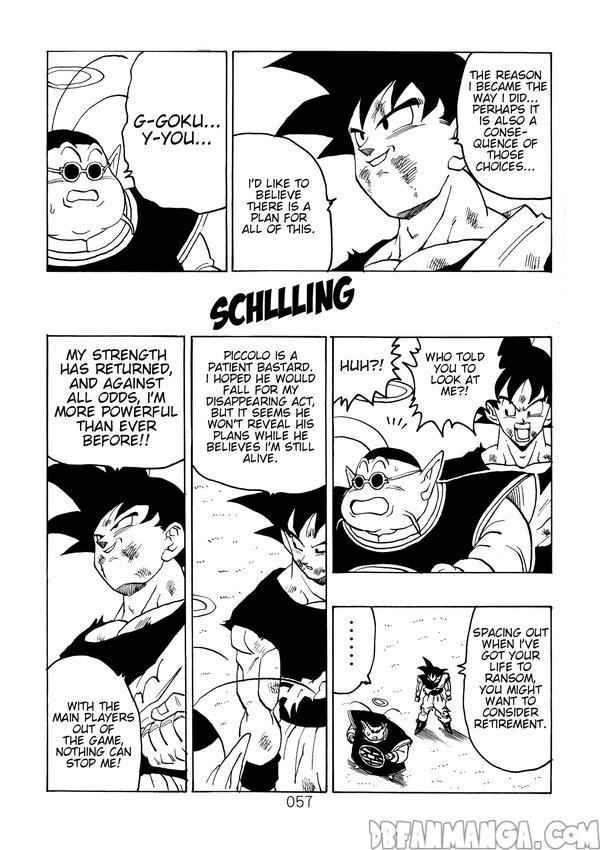 THE REASON
I BECAME
THE WAY
I DID...
PERHAPS
IT IS
ALSO A
CONSE-
QUENCE OF
THOSE
CHOICES...
I'D LIKE TO
BELIEVE
THERE IS A
PLAN FOR
ALL OF THIS.
G-GOKU...
Y-YOU...
SCHLLLING
WHO TOLD
YOU TO
LOOK AT
ME?!
HUH?!
SPACING OUT
WHEN I'VE
GOT YOUR
LIFE TO
RANSOM,
YOU MIGHT
WANT TO
CONSIDER
RETIREMENT.
......
PICCOLO IS A
PATIENT BASTARD.
I HOPED HE WOULD
FALL FOR MY
DISAPPEARING ACT,
BUT IT SEEMS HE
WON'T REVEAL HIS
PLANS WHILE HE
BELIEVES I'M STILL
ALIVE.
MY STRENGTH
HAS RETURNED,
AND AGAINST
ALL ODDS, I'M
MORE POWERFUL
THAN EVER
BEFORE!!
WITH THE
MAIN PLAYERS
OUT OF
THE GAME,
NOTHING CAN
STOP ME!
057
DBFANMANGA.COM